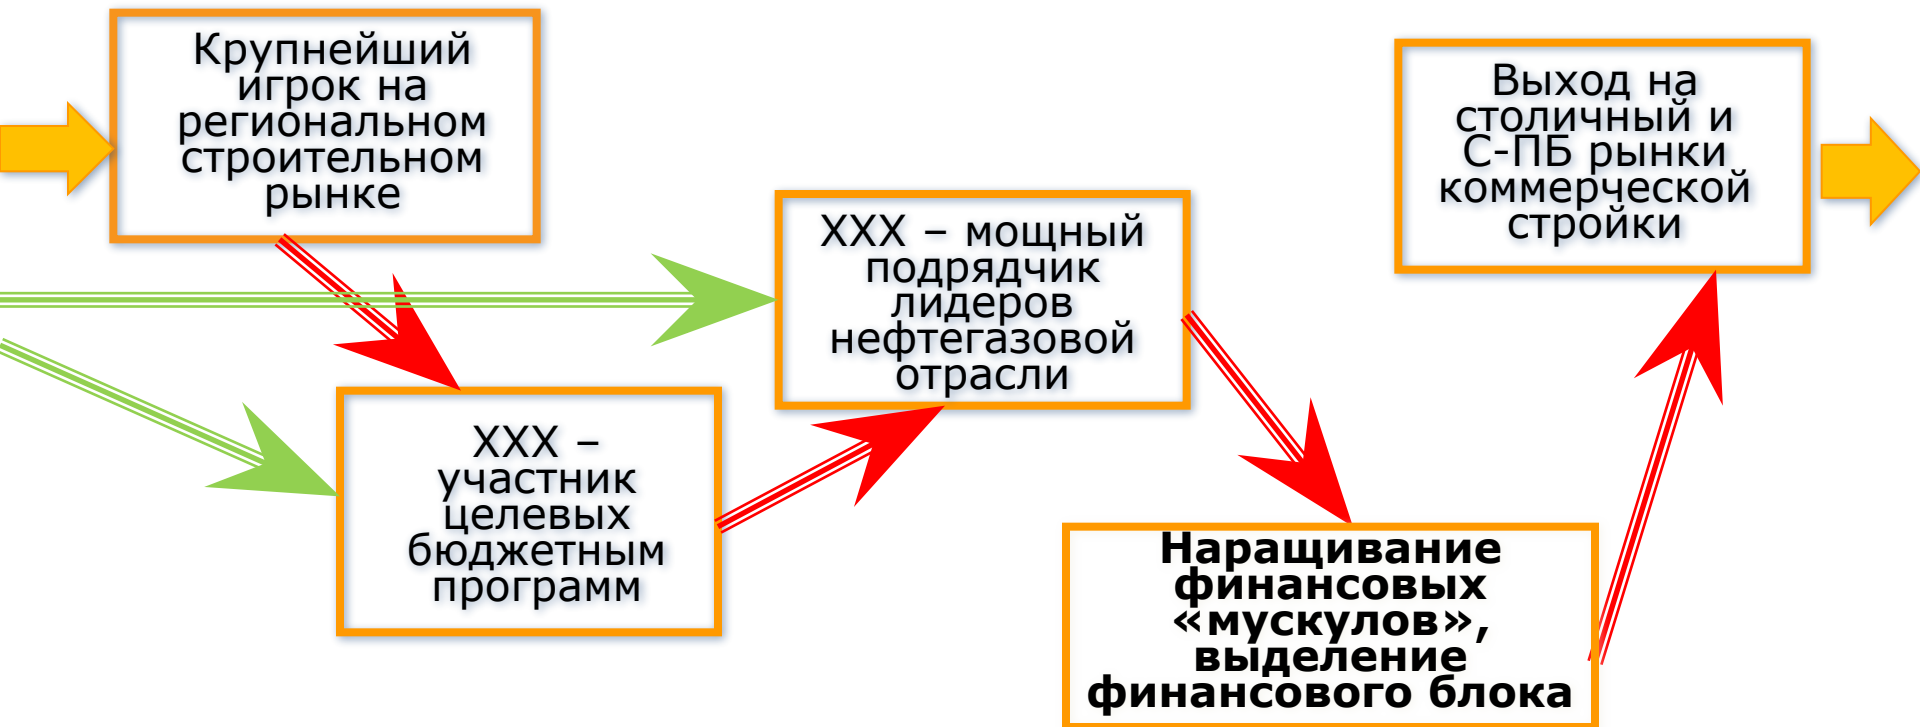 Крупнейший
игрок на
региональном
строительном
рынке
ХХХ –
участник
целевых
бюджетным
программ
ХХХ – мощный
подрядчик
лидеров
нефтегазовой
отрасли
Наращивание
финансовых
«мускулов»,
выделение
финансового блока
Выход на
столичный и
С-ПБ рынки
коммерческой
стройки